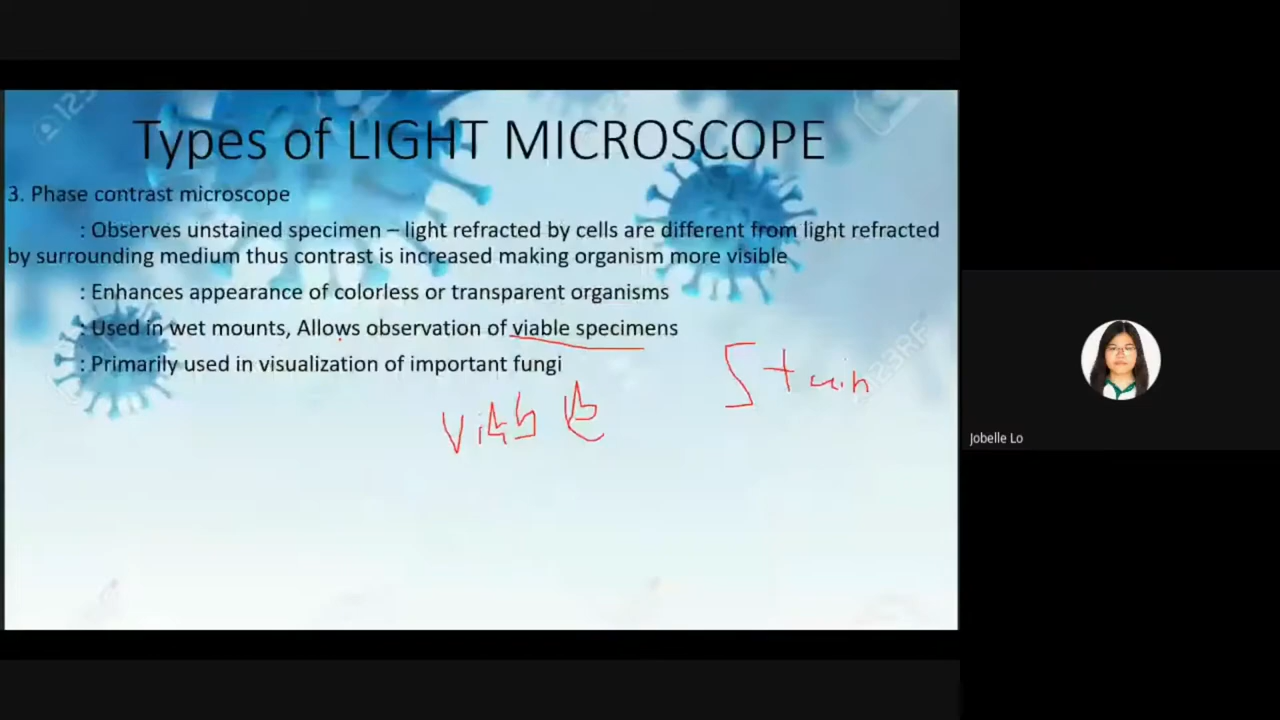 Types of LIGHT MICROSCOPE
3. Phase contrast microscope
: Observes unstained specimen – light refracted by cells are different from light refracted
by surrounding medium thus contrast is increased making organism more visible
: Enhances appearance of colorless or transparent organisms
: Used in wet mounts, Allows observation of viable specimens
: Primarily used in visualization of important fungi
Stain
Jobelle Lo